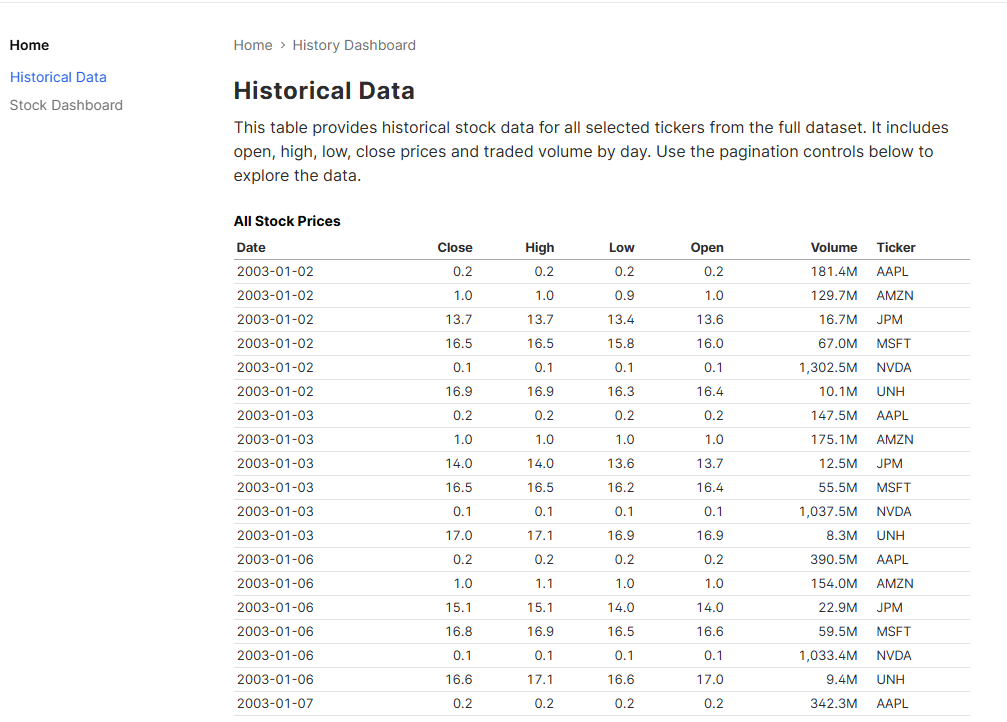 Home
Historical Data
Stock Dashboard
Home › History Dashboard
Historical Data
This table provides historical stock data for all selected tickers from the full dataset. It includes
open, high, low, close prices and traded volume by day. Use the pagination controls below to
explore the data.
All Stock Prices
Date Close High Low Open Volume Ticker
2003-01-02 0.2 0.2 0.2 0.2 181.4M AAPL
2003-01-02 1.0 1.0 0.9 1.0 129.7M AMZN
2003-01-02 13.7 13.7 13.4 13.6 16.7M JPM
2003-01-02 16.5 16.5 15.8 16.0 67.0M MSFT
2003-01-02 0.1 0.1 0.1 0.1 1,302.5M NVDA
2003-01-02 16.9 16.9 16.3 16.4 10.1M UNH
2003-01-03 0.2 0.2 0.2 0.2 147.5M AAPL
2003-01-03 1.0 1.0 1.0 1.0 175.1M AMZN
2003-01-03 14.0 14.0 13.6 13.7 12.5M JPM
2003-01-03 16.5 16.5 16.2 16.4 55.5M MSFT
2003-01-03 0.1 0.1 0.1 0.1 1,037.5M NVDA
2003-01-03 17.0 17.1 16.9 16.9 8.3M UNH
2003-01-06 0.2 0.2 0.2 0.2 390.5M AAPL
2003-01-06 1.0 1.1 1.0 1.0 154.0M AMZN
2003-01-06 15.1 15.1 14.0 14.0 22.9M JPM
2003-01-06 16.8 16.9 16.5 16.6 59.5M MSFT
2003-01-06 0.1 0.1 0.1 0.1 1,033.4M NVDA
2003-01-06 16.6 17.1 16.6 17.0 9.4M UNH
2003-01-07 0.2 0.2 0.2 0.2 342.3M AAPL